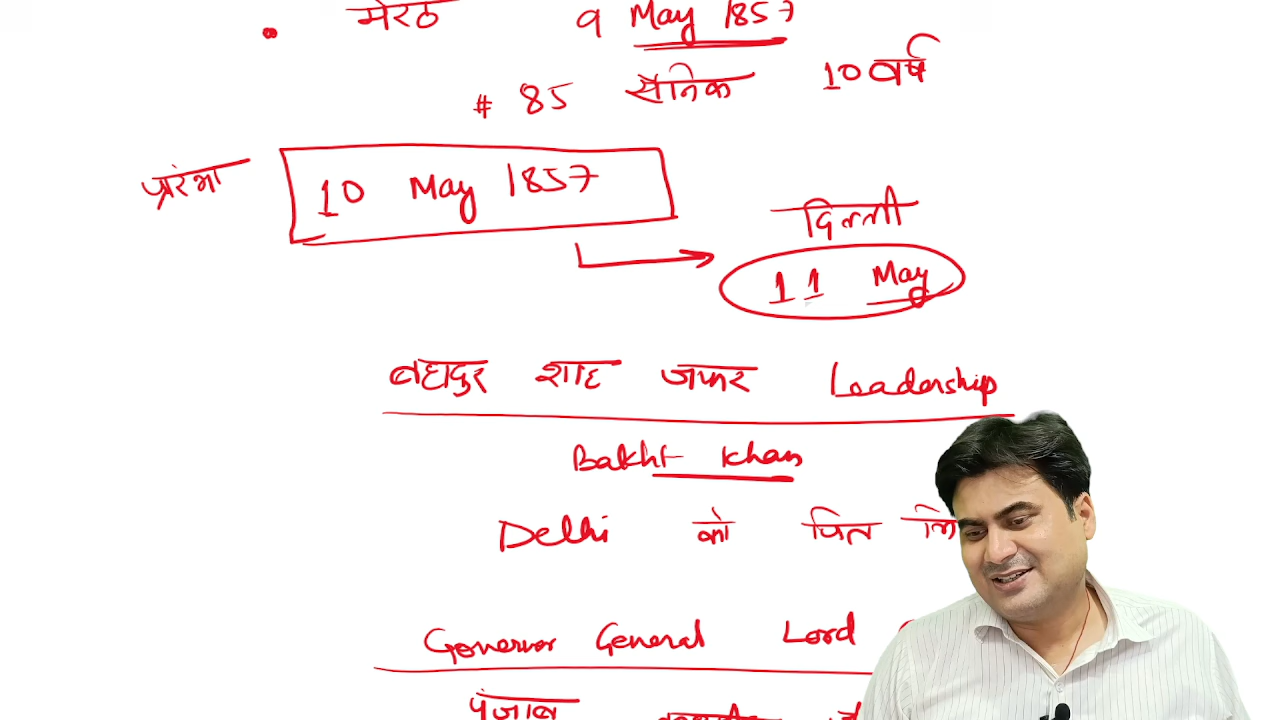 मेरठ 9 May 1857
# 85 सैनिक 10 वर्ष
प्रारंभ 10 May 1857
दिल्ली
11 May
बहादुर शाह जफर Leadership
Bakht Khan
Delhi को जित
Governor General Lord
पंजाब